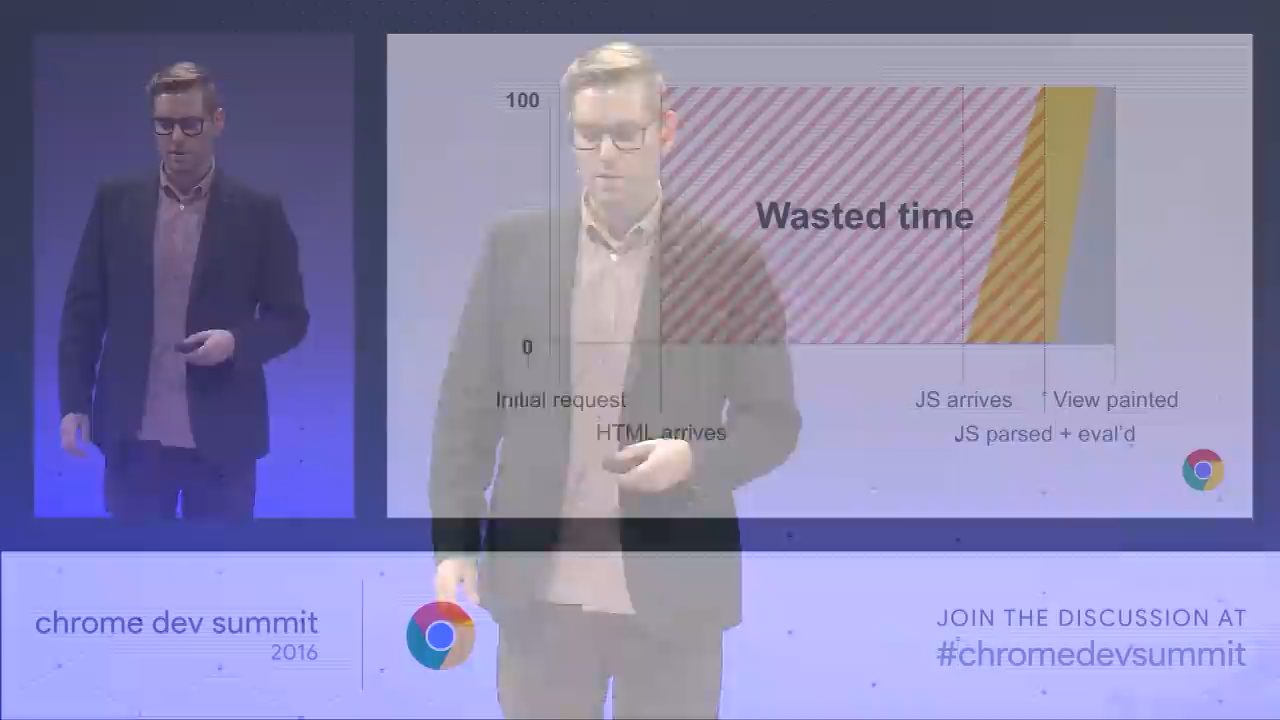 100
Wasted time
0
Initial request
JS arrives
View painted
HTML arrives
JS parsed + eval'd
chrome dev summit
2016
JOIN THE DISCUSSION AT
#chromedevsummit